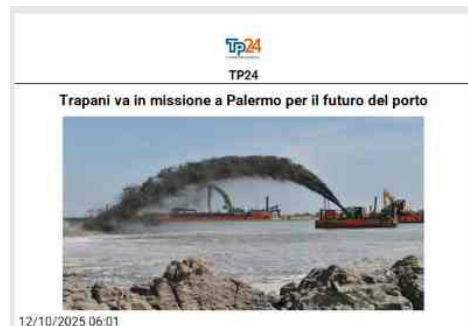 Tp24
TP24
Trapani va in missione a Palermo per il futuro del porto
12/10/2025 06:01